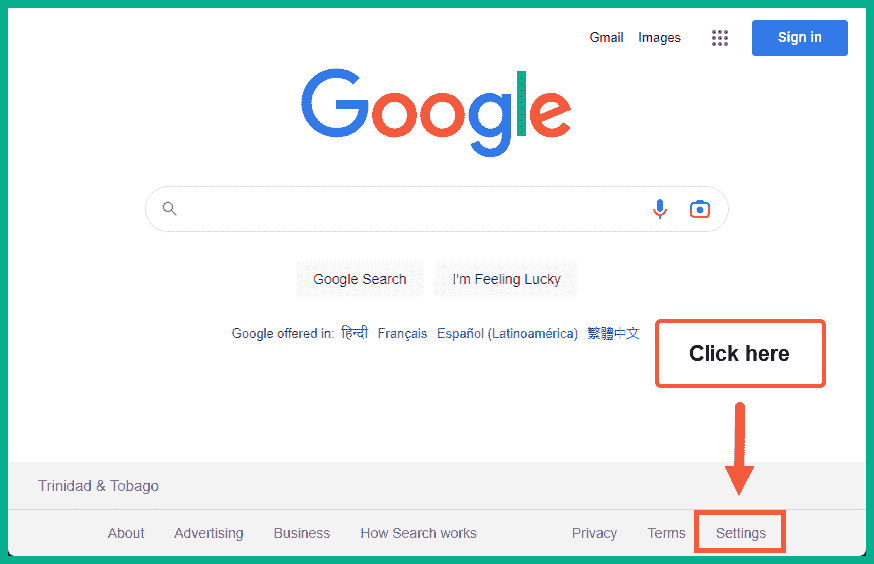 Gmail Images Sign in
Google
Google Search I'm Feeling Lucky
Google offered in: हिन्दी Français Español (Latinoamérica) 繁體中文
Click here
Trinidad & Tobago
About Advertising Business How Search works Privacy Terms Settings